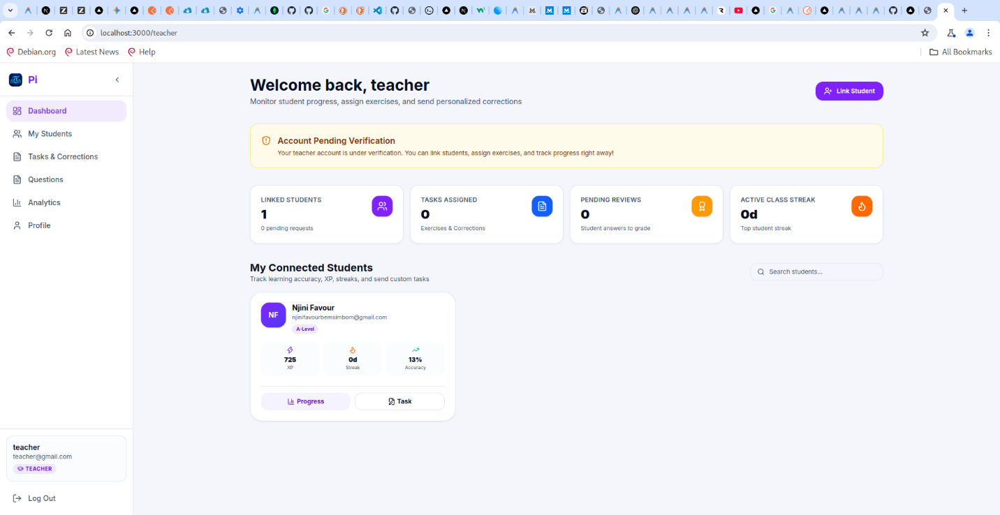 localhost:3000/teacher
Debian.org
Latest News
Help
All Bookmarks
Pi
Dashboard
My Students
Tasks & Corrections
Questions
Analytics
Profile
teacher
teacher@gmail.com
TEACHER
Log Out
Welcome back, teacher
Monitor student progress, assign exercises, and send personalized corrections
Link Student
Account Pending Verification
Your teacher account is under verification. You can link students, assign exercises, and track progress right away!
LINKED STUDENTS
1
0 pending requests
TASKS ASSIGNED
0
Exercises & Corrections
PENDING REVIEWS
0
Student answers to grade
ACTIVE CLASS STREAK
0d
Top student streak
My Connected Students
Track learning accuracy, XP, streaks, and send custom tasks
Search students...
NF
Njini Favour
njinifavourbemsimbom@gmail.com
A-Level
725
XP
0d
Streak
13%
Accuracy
Progress
Task